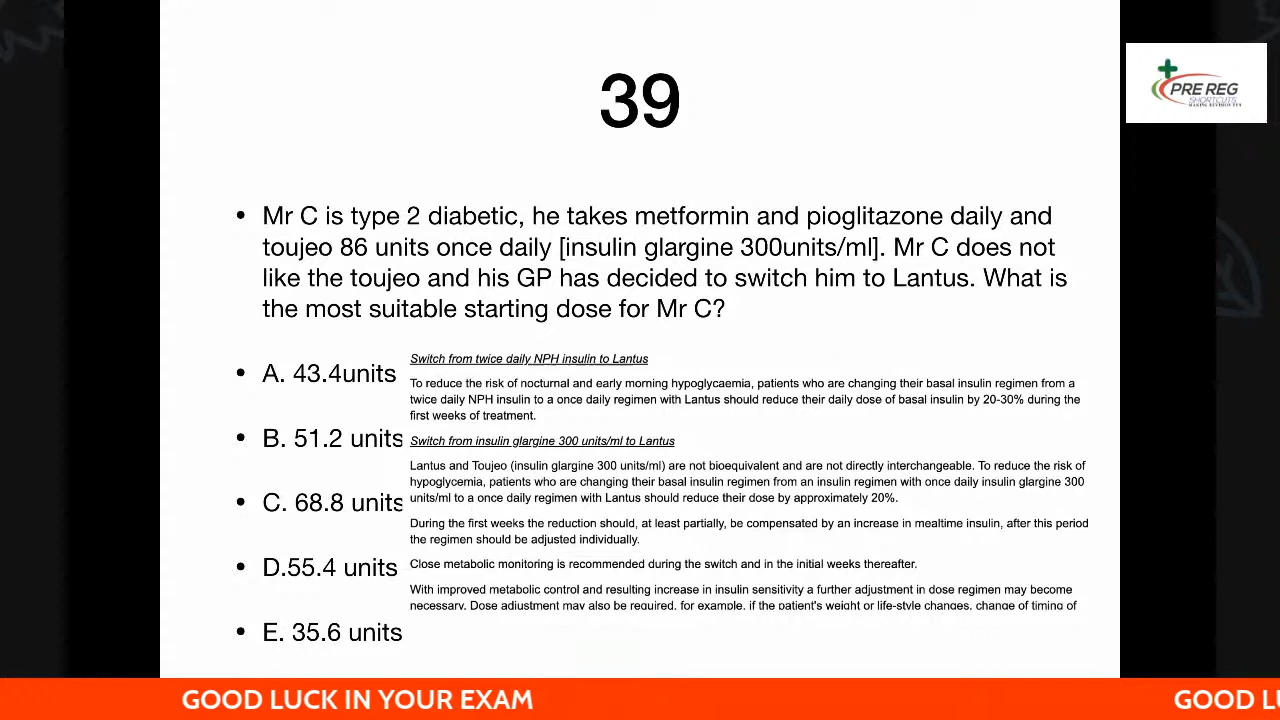 39
PRE REG
SHORTCUTS
MAKING REVISION FUN
• Mr C is type 2 diabetic, he takes metformin and pioglitazone daily and
toujeo 86 units once daily [insulin glargine 300units/ml]. Mr C does not
like the toujeo and his GP has decided to switch him to Lantus. What is
the most suitable starting dose for Mr C?
• A. 43.4units
• B. 51.2 units
• C. 68.8 units
• D.55.4 units
• E. 35.6 units
Switch from twice daily NPH insulin to Lantus
To reduce the risk of nocturnal and early morning hypoglycaemia, patients who are changing their basal insulin regimen from a
twice daily NPH insulin to a once daily regimen with Lantus should reduce their daily dose of basal insulin by 20-30% during the
first weeks of treatment.
Switch from insulin glargine 300 units/ml to Lantus
Lantus and Toujeo (insulin glargine 300 units/ml) are not bioequivalent and are not directly interchangeable. To reduce the risk of
hypoglycemia, patients who are changing their basal insulin regimen from an insulin regimen with once daily insulin glargine 300
units/ml to a once daily regimen with Lantus should reduce their dose by approximately 20%.
During the first weeks the reduction should, at least partially, be compensated by an increase in mealtime insulin, after this period
the regimen should be adjusted individually.
Close metabolic monitoring is recommended during the switch and in the initial weeks thereafter.
With improved metabolic control and resulting increase in insulin sensitivity a further adjustment in dose regimen may become
necessary. Dose adjustment may also be required, for example, if the patient's weight or life-style changes, change of timing of
GOOD LUCK IN YOUR EXAM
GOOD LU